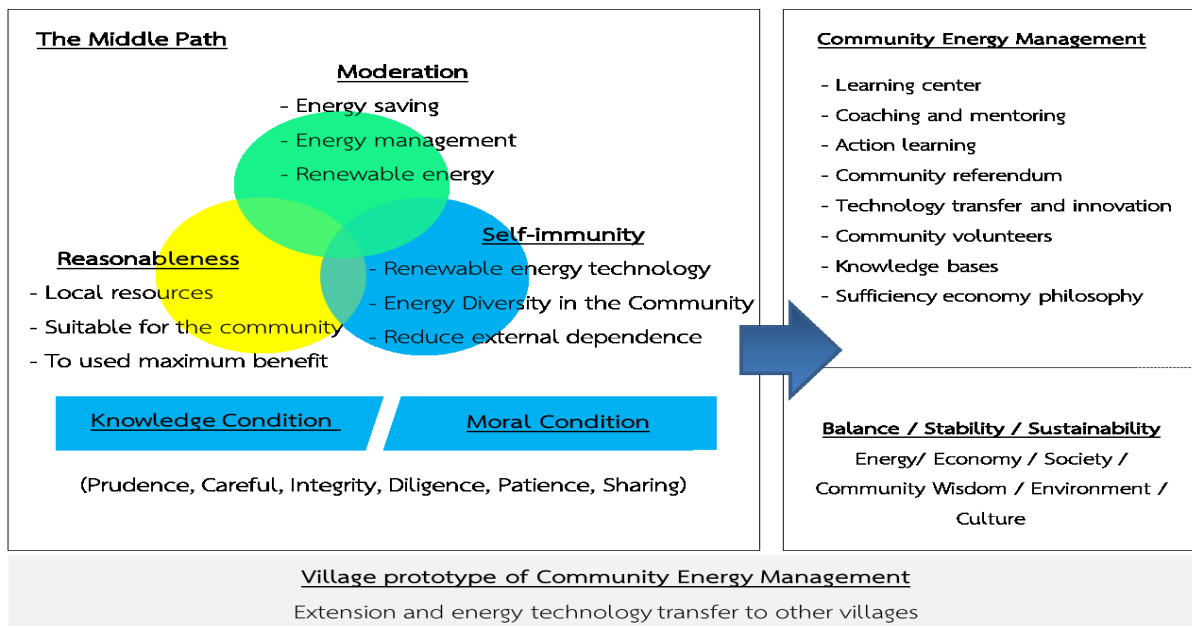 The Middle Path
Moderation
- Energy saving
- Energy management
- Renewable energy
Reasonableness
- Local resources
- Suitable for the community
- To used maximum benefit
Self-immunity
- Renewable energy technology
- Energy Diversity in the Community
- Reduce external dependence
Knowledge Condition
Moral Condition
(Prudence, Careful, Integrity, Diligence, Patience, Sharing)
Community Energy Management
- Learning center
- Coaching and mentoring
- Action learning
- Community referendum
- Technology transfer and innovation
- Community volunteers
- Knowledge bases
- Sufficiency economy philosophy
Balance / Stability / Sustainability
Energy/ Economy / Society /
Community Wisdom / Environment /
Culture
Village prototype of Community Energy Management
Extension and energy technology transfer to other villages